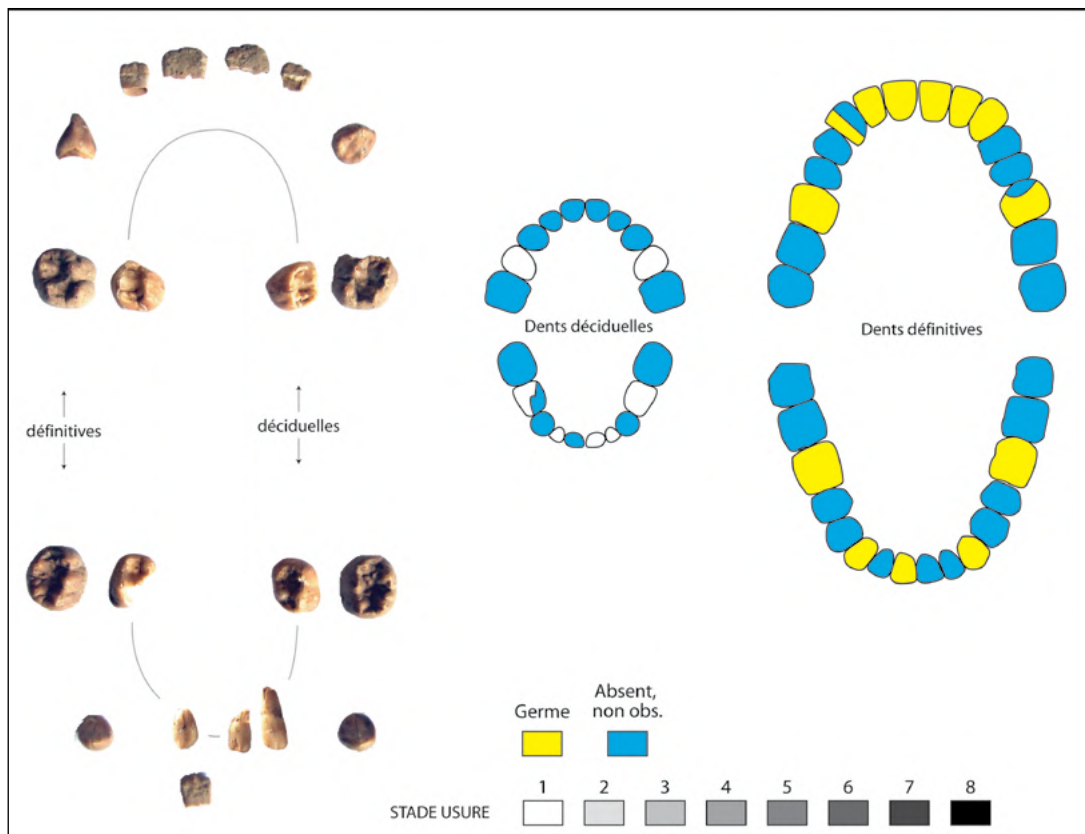 définitives
déciduelles
Dents déciduelles
Dents définitives
Germe
Absent,
non obs.
1 2 3 4 5 6 7 8
STADE USURE